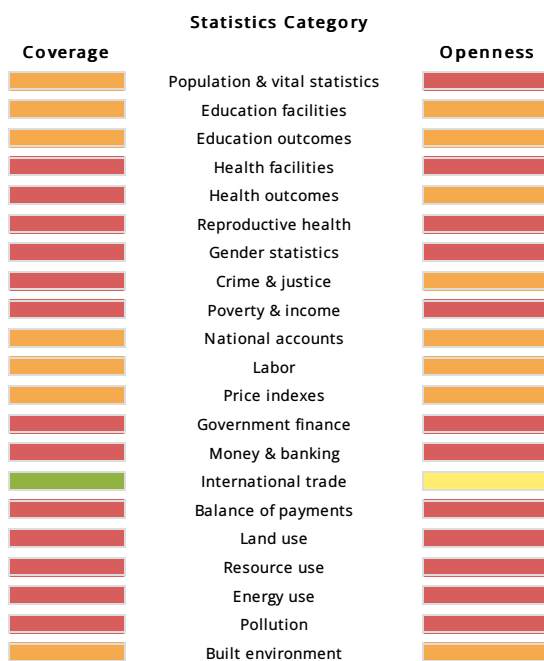 Statistics Category
Coverage
Openness
Population & vital statistics
Education facilities
Education outcomes
Health facilities
Health outcomes
Reproductive health
Gender statistics
Crime & justice
Poverty & income
National accounts
Labor
Price indexes
Government finance
Money & banking
International trade
Balance of payments
Land use
Resource use
Energy use
Pollution
Built environment